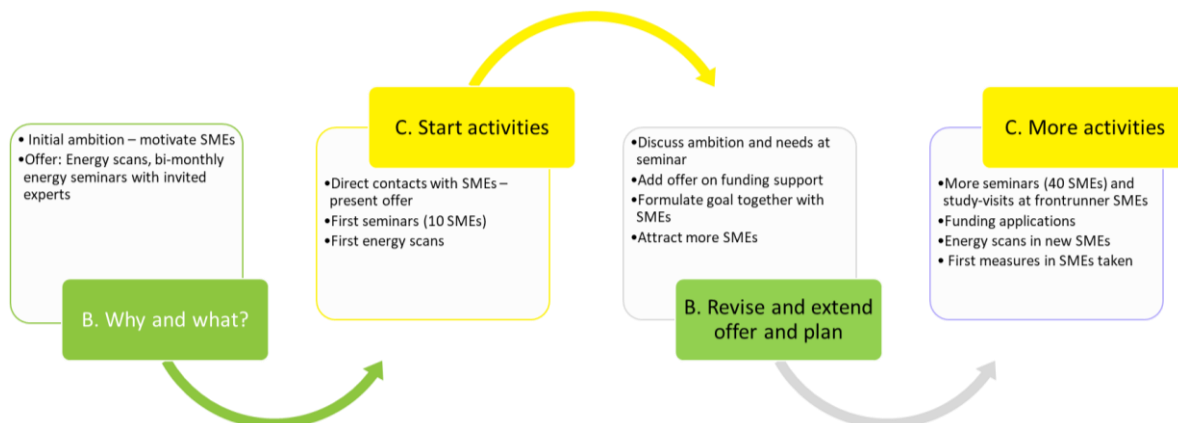 • Initial ambition – motivate SMEs
•Offer: Energy scans, bi-monthly
energy seminars with invited
experts
B. Why and what?
C. Start activities
•Direct contacts with SMEs –
present offer
•First seminars (10 SMEs)
•First energy scans
•Discuss ambition and needs at
seminar
•Add offer on funding support
•Formulate goal together with
SMEs
•Attract more SMEs
B. Revise and extend
offer and plan
C. More activities
•More seminars (40 SMEs) and
study-visits at frontrunner SMEs
•Funding applications
•Energy scans in new SMEs
• First measures in SMEs taken